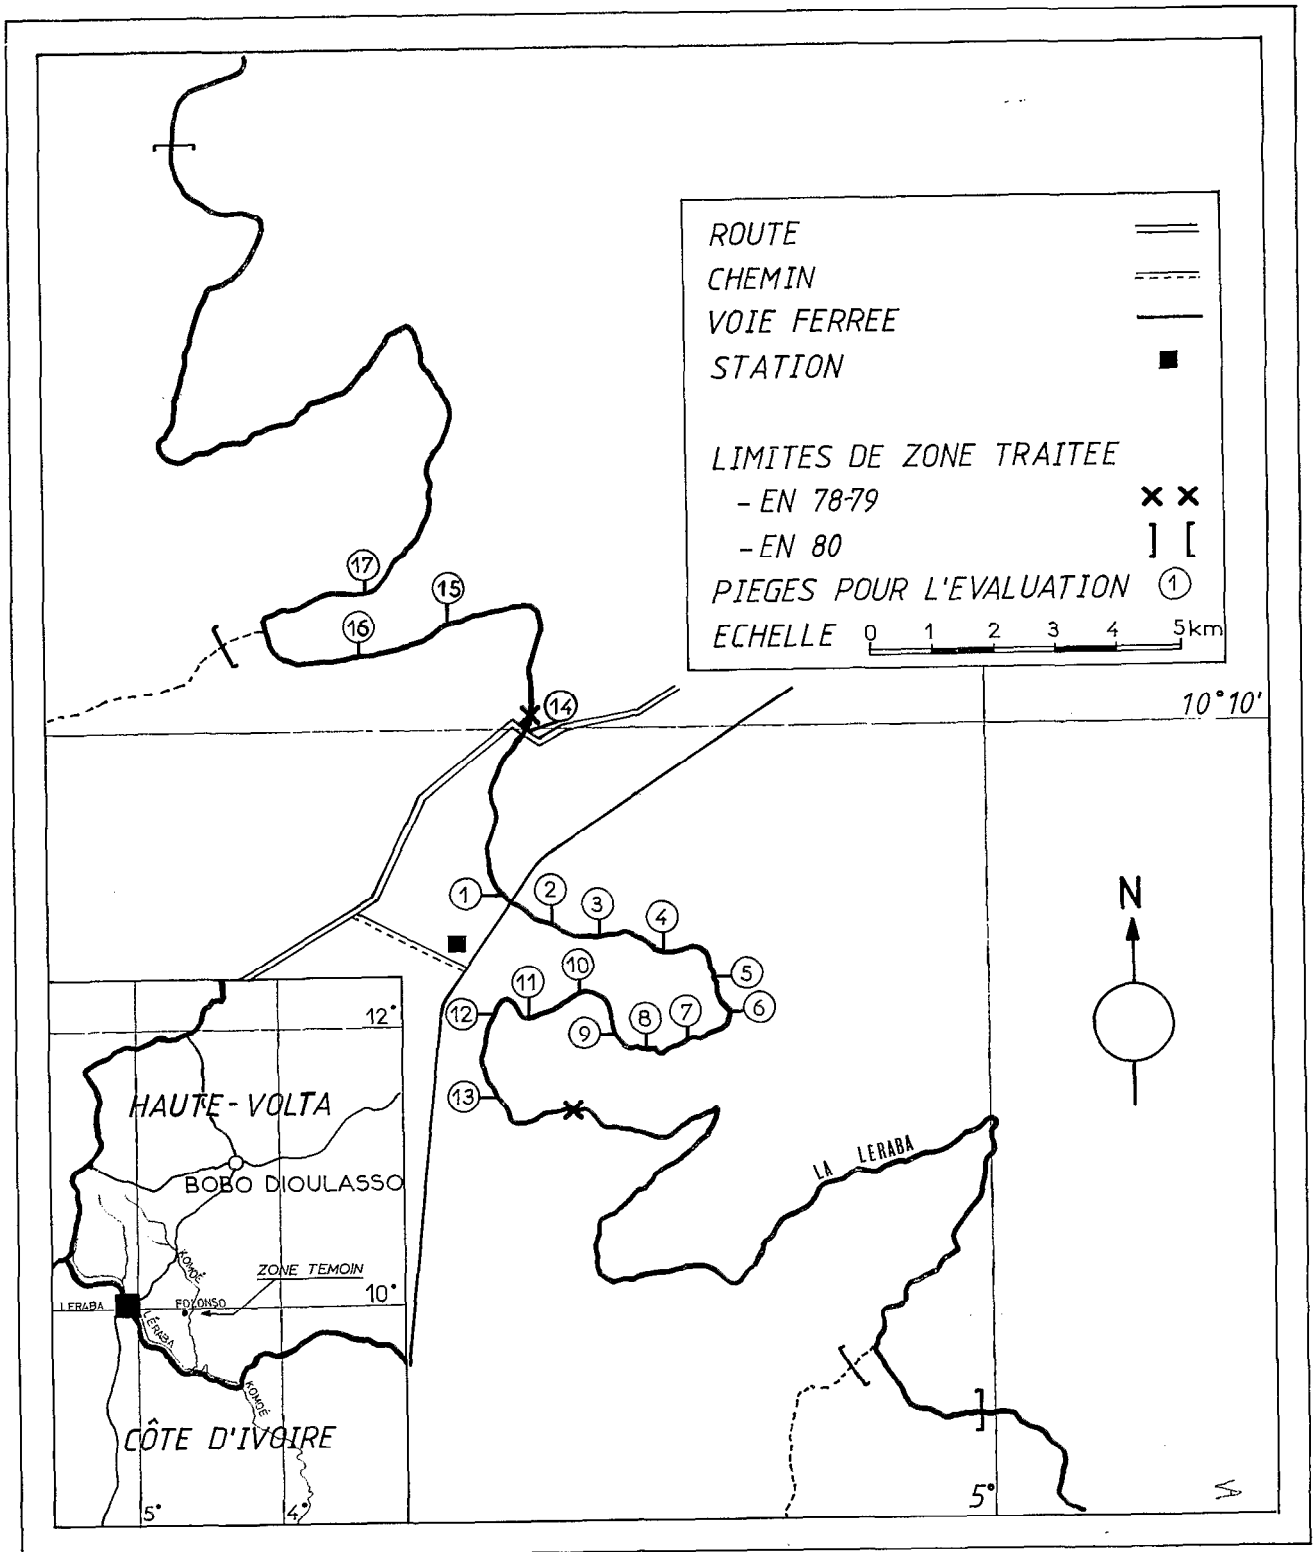 ROUTE
CHEMIN
VOIE FERREE
STATION
LIMITES DE ZONE TRAITEE
- EN 78-79
- EN 80
PIEGES POUR L'EVALUATION 1
ECHELLE 0 1 2 3 4 5 km
17
15
16
14
10°10'
1
2
3
4
5
6
7
8
9
10
11
12
13
N
LA LERABA
5°
12°
HAUTE-VOLTA
BOBO DIOULASSO
KOMOÉ
ZONE TEMOIN
10°
LERABA
FOLONSO
LÉRABA
KOMOÉ
CÔTE D'IVOIRE
5°
4°